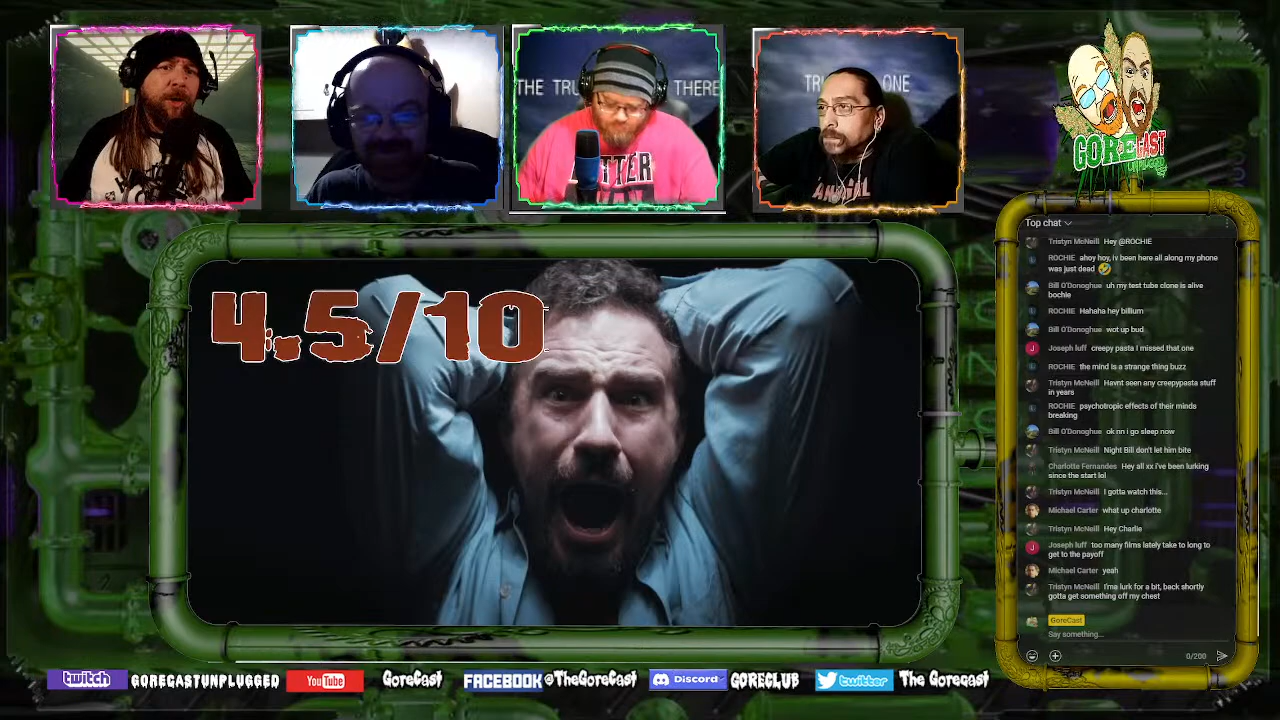 THE TRU THERE
TRU ONE
GORECAST
UNPLUGGED
4.5/10
Top chat
Tristyn McNeill Hey @ROCHIE
ROCHIE ahoy hoy, iv been here all along my phone
was just dead 🤣
Bill O'Donoghue uh my test tube clone is alive
bochie
ROCHIE Hahaha hey billium
Bill O'Donoghue wot up bud
J Joseph luff creepy pasta I missed that one
ROCHIE the mind is a strange thing buzz
Tristyn McNeill Havnt seen any creepypasta stuff
in years
ROCHIE psychotropic effects of their minds
breaking
Bill O'Donoghue ok nn i go sleep now
Tristyn McNeill Night Bill don't let him bite
Charlotte Fernandes Hey all xx i've been lurking
since the start lol
Tristyn McNeill I gotta watch this...
Michael Carter what up charlotte
Tristyn McNeill Hey Charlie
J Joseph luff too many films lately take to long to
get to the payoff
Michael Carter yeah
Tristyn McNeill I'ma lurk for a bit, back shortly
gotta get something off my chest
GoreCast
Say something...
0/200
twitch GORECASTUNPLUGGED YouTube GoreCast FACEBOOK @TheGoreCast Discord GORECLUB twitter The Gorecast